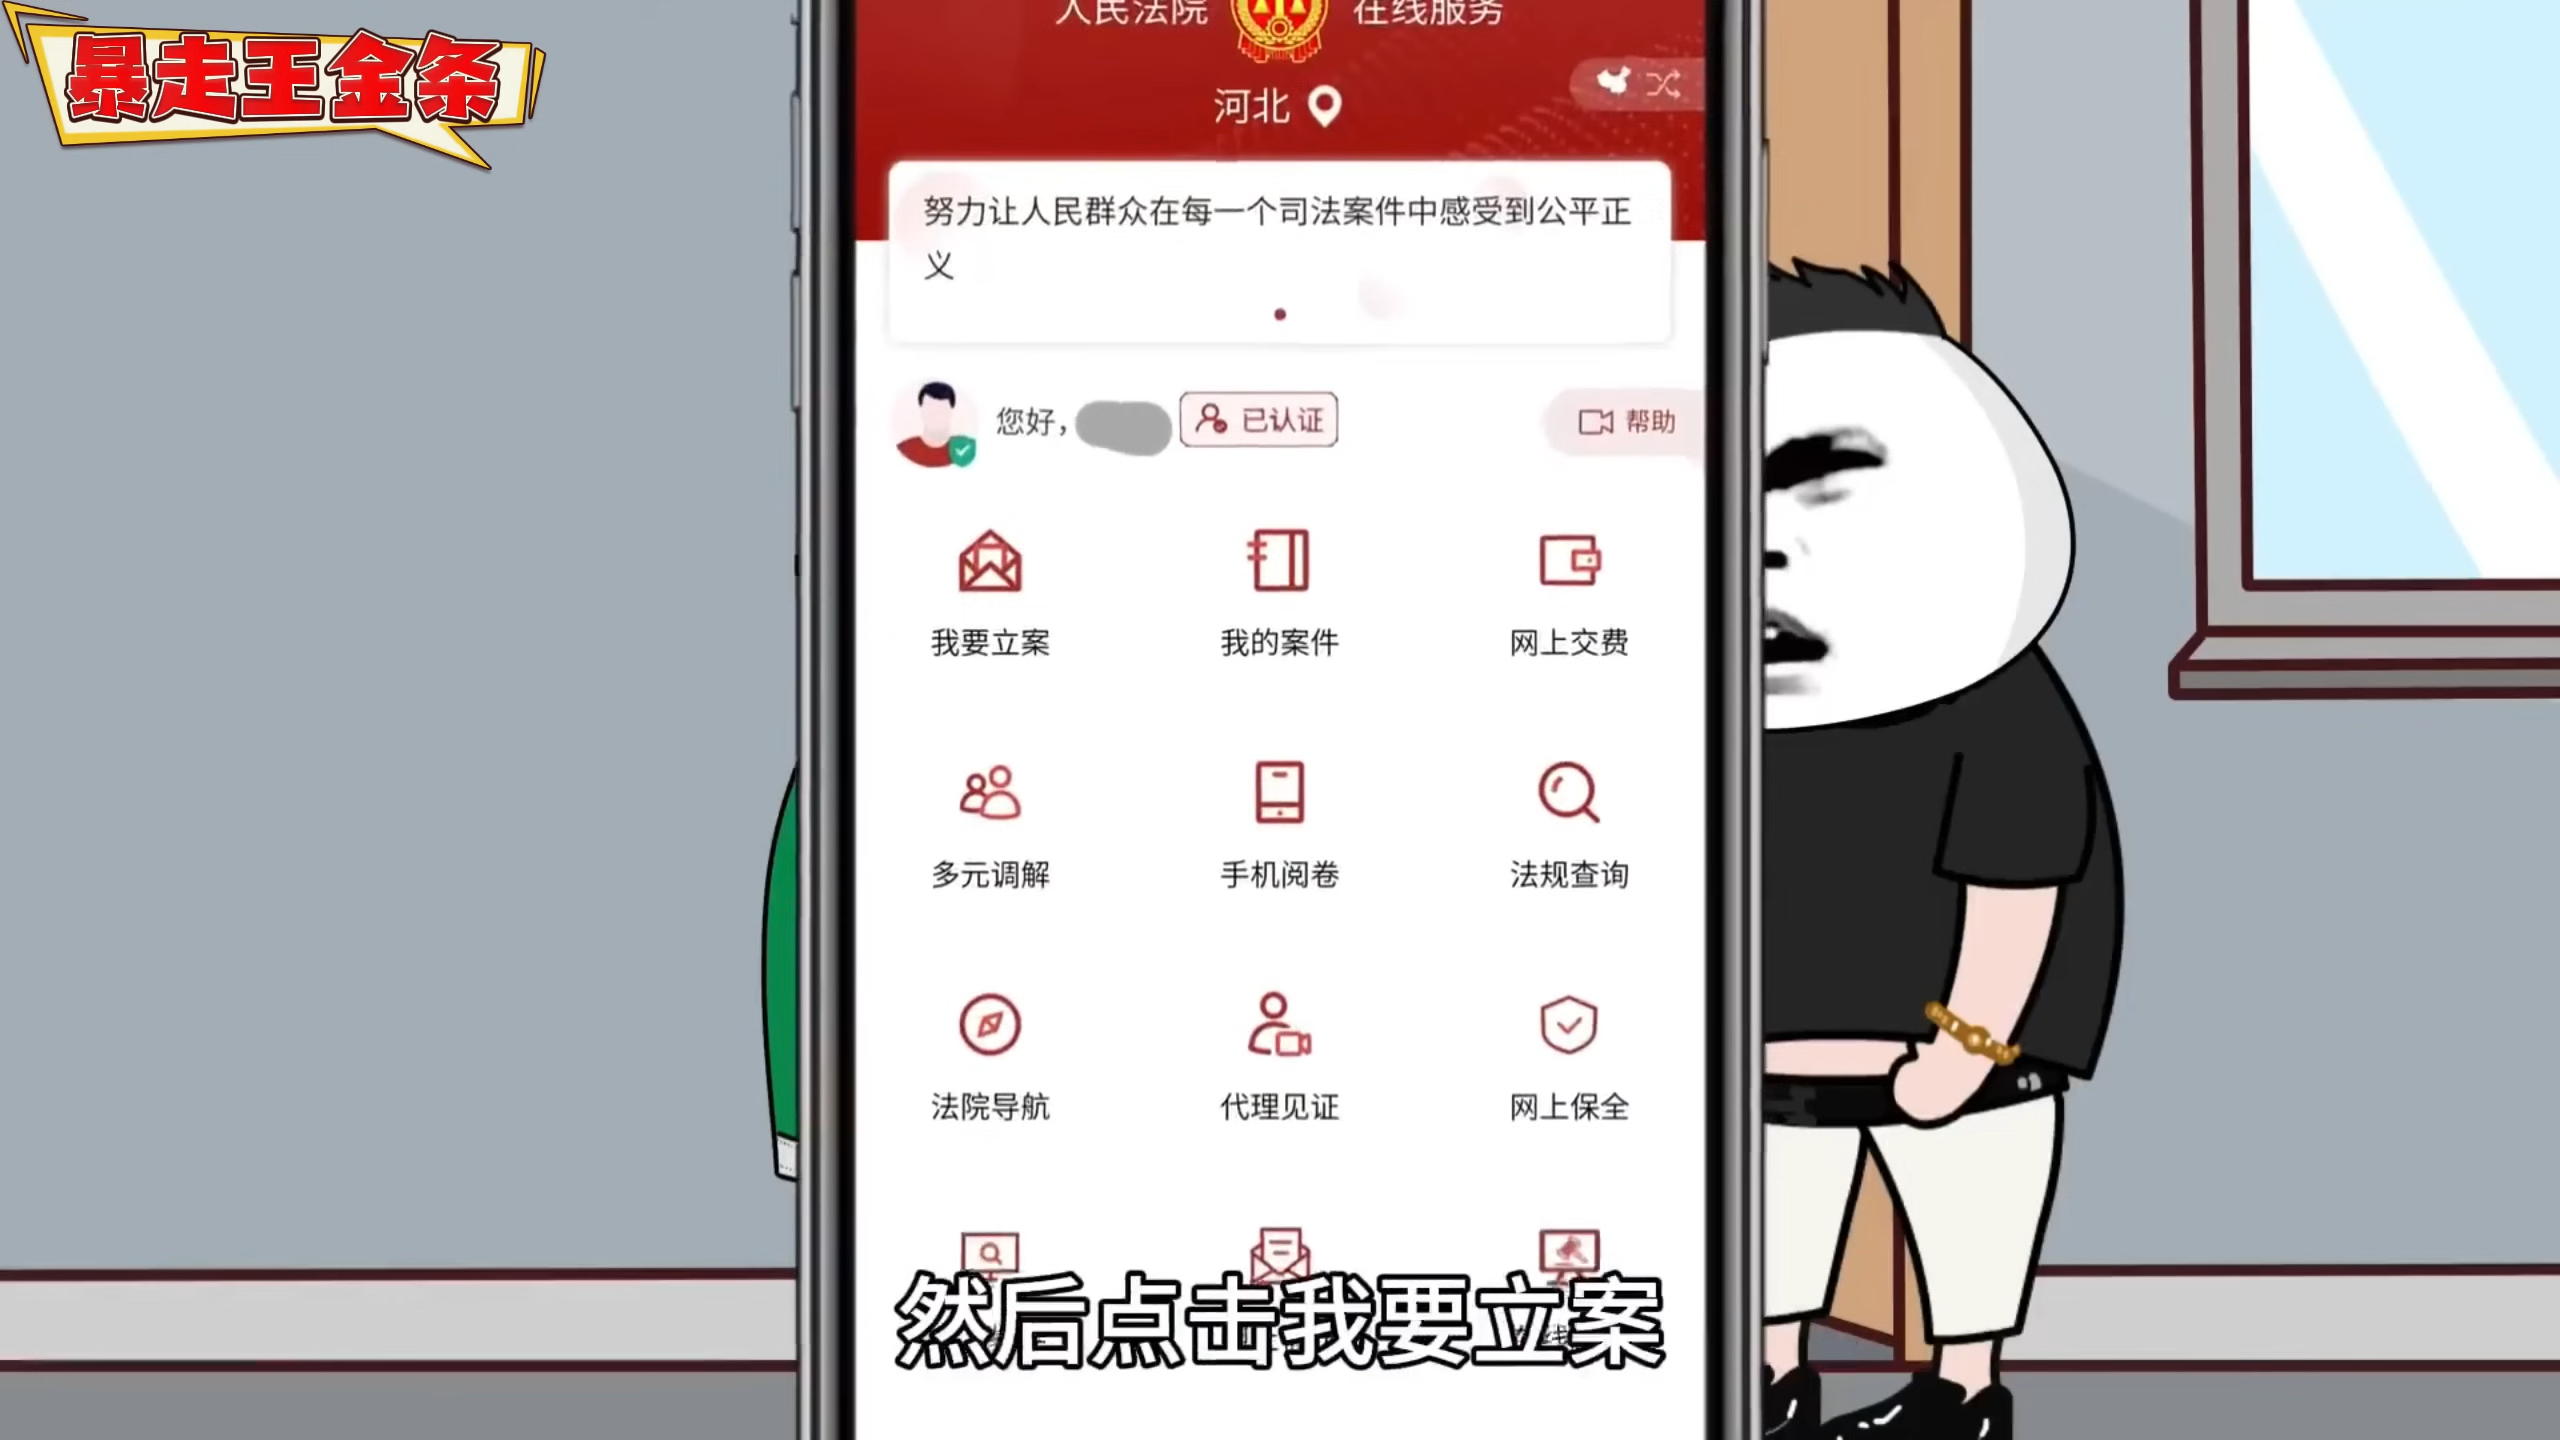 暴走王金条
人民法院 在线服务
河北
努力让人民群众在每一个司法案件中感受到公平正
义
您好， 已认证 帮助
我要立案 我的案件 网上交费
多元调解 手机阅卷 法规查询
法院导航 代理见证 网上保全
然后点击我要立案